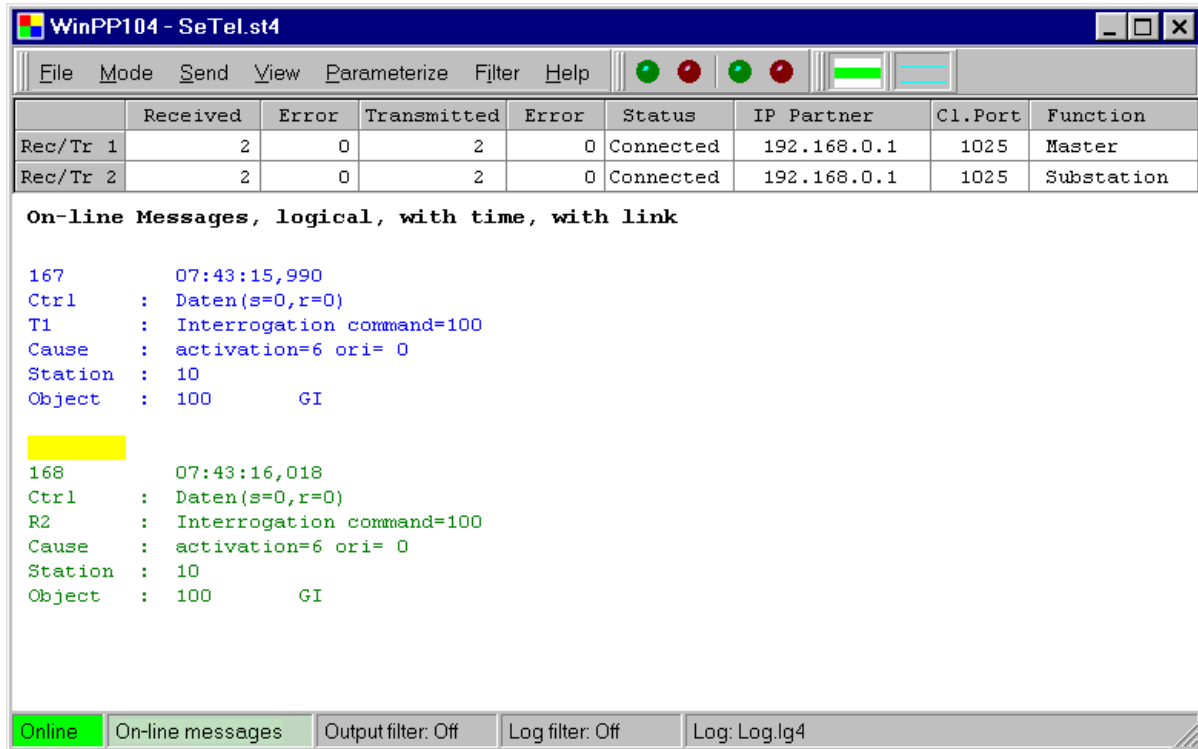 WinPP104 - SeTel.st4
File Mode Send View Parameterize Filter Help
Received Error Transmitted Error Status IP Partner Cl.Port Function
Rec/Tr 1 2 0 2 0 Connected 192.168.0.1 1025 Master
Rec/Tr 2 2 0 2 0 Connected 192.168.0.1 1025 Substation
On-line Messages, logical, with time, with link
167 07:43:15,990
Ctrl : Daten(s=0,r=0)
T1 : Interrogation command=100
Cause : activation=6 ori= 0
Station : 10
Object : 100 GI
168 07:43:16,018
Ctrl : Daten(s=0,r=0)
R2 : Interrogation command=100
Cause : activation=6 ori= 0
Station : 10
Object : 100 GI
Online On-line messages Output filter: Off Log filter: Off Log: Log.lg4